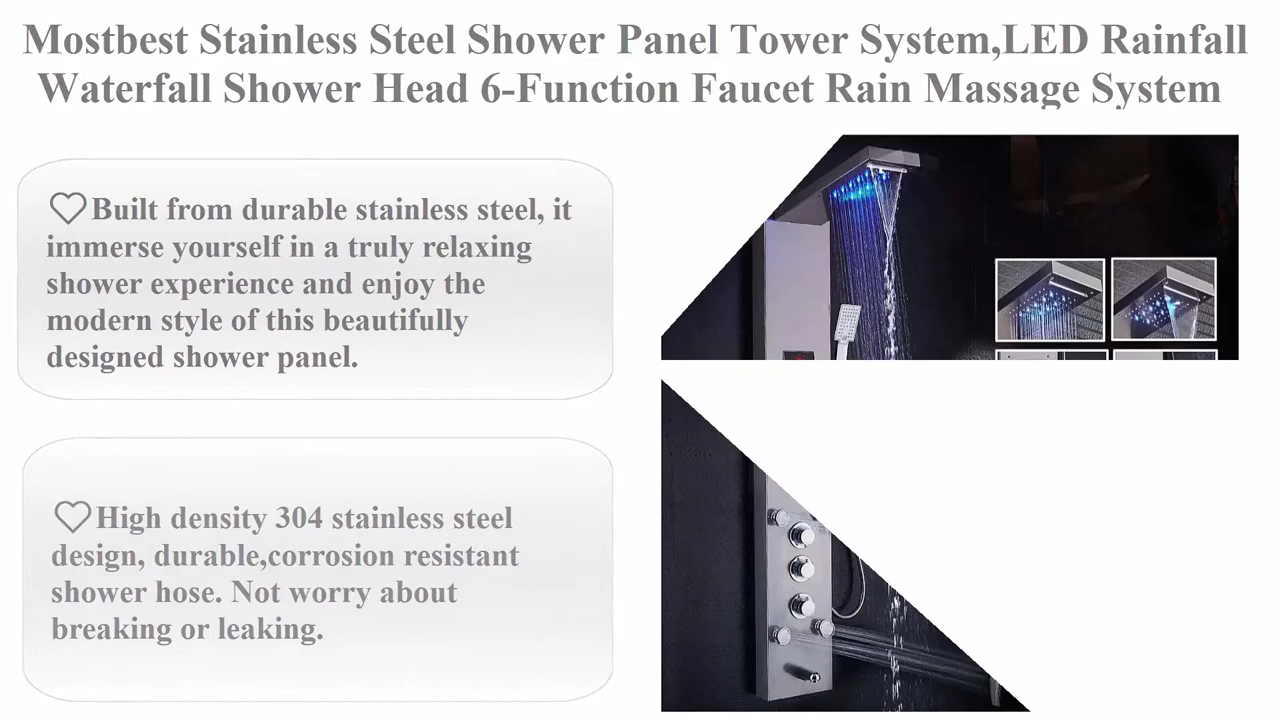 Mostbest Stainless Steel Shower Panel Tower System,LED Rainfall
Waterfall Shower Head 6-Function Faucet Rain Massage System
♡Built from durable stainless steel, it
immerse yourself in a truly relaxing
shower experience and enjoy the
modern style of this beautifully
designed shower panel.
♡High density 304 stainless steel
design, durable,corrosion resistant
shower hose. Not worry about
breaking or leaking.